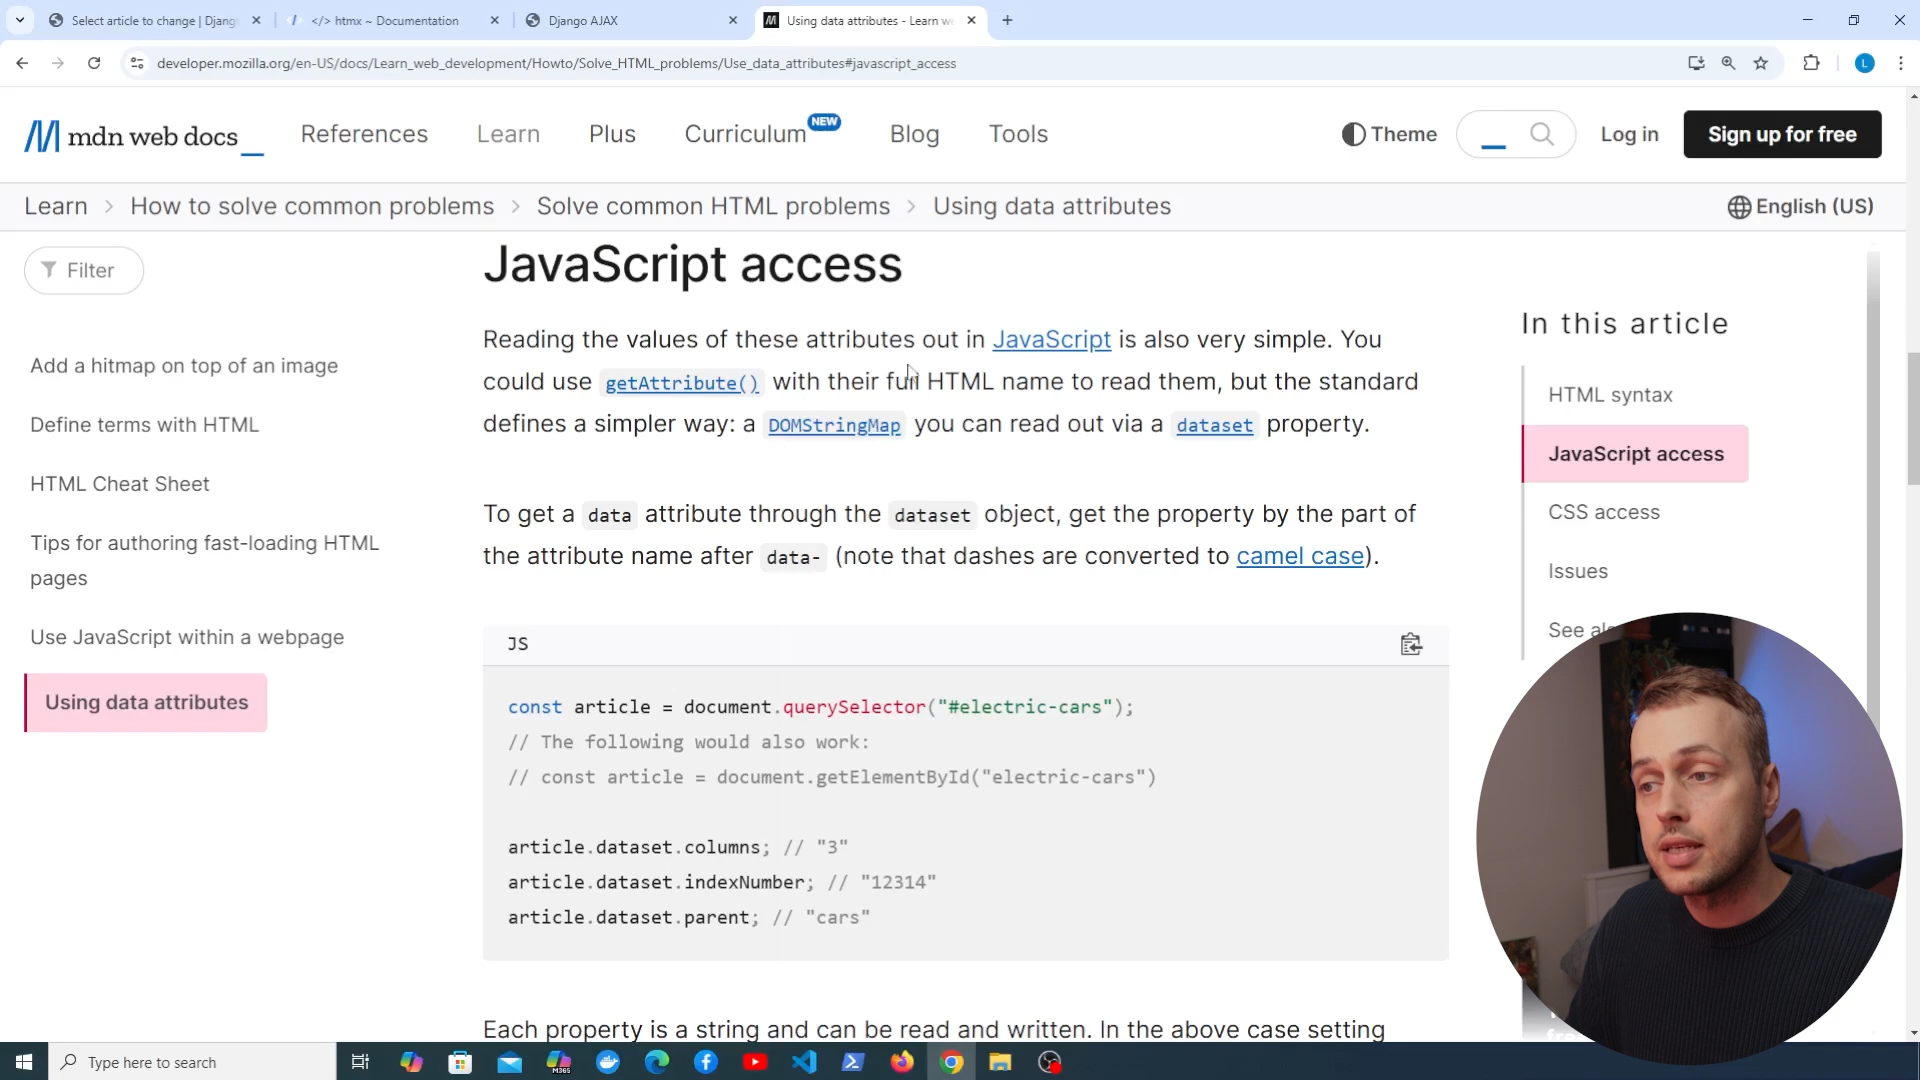 Select article to change | Djang
</> htmx ~ Documentation
Django AJAX
Using data attributes - Learn we
developer.mozilla.org/en-US/docs/Learn_web_development/Howto/Solve_HTML_problems/Use_data_attributes#javascript_access
L
mdn web docs_
References
Learn
Plus
Curriculum
NEW
Blog
Tools
Theme
Log in
Sign up for free
Learn > How to solve common problems > Solve common HTML problems > Using data attributes
English (US)
Filter
Add a hitmap on top of an image
Define terms with HTML
HTML Cheat Sheet
Tips for authoring fast-loading HTML
pages
Use JavaScript within a webpage
Using data attributes
JavaScript access
Reading the values of these attributes out in JavaScript is also very simple. You
could use getAttribute() with their full HTML name to read them, but the standard
defines a simpler way: a DOMStringMap you can read out via a dataset property.
To get a data attribute through the dataset object, get the property by the part of
the attribute name after data- (note that dashes are converted to camel case).
JS
const article = document.querySelector("#electric-cars");
// The following would also work:
// const article = document.getElementById("electric-cars")
article.dataset.columns; // "3"
article.dataset.indexNumber; // "12314"
article.dataset.parent; // "cars"
Each property is a string and can be read and written. In the above case setting
In this article
HTML syntax
JavaScript access
CSS access
Issues
See
Type here to search
M365